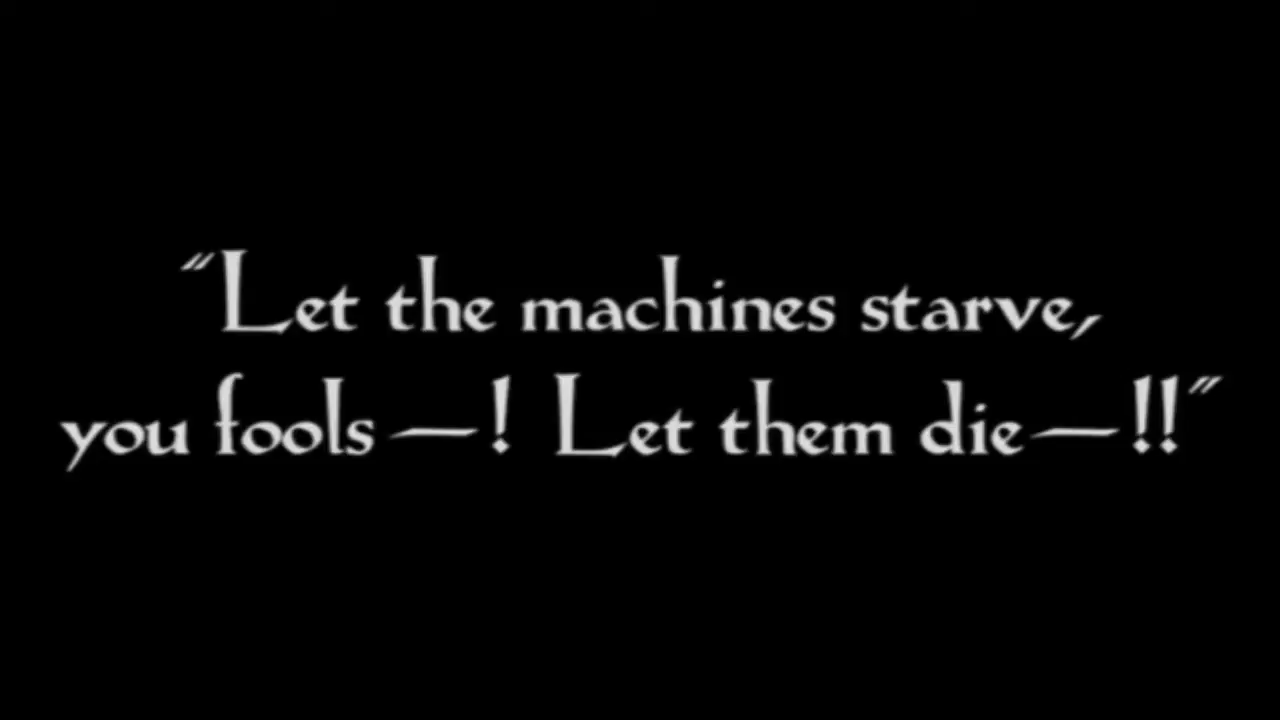 "Let the machines starve,
you fools—! Let them die—!!"